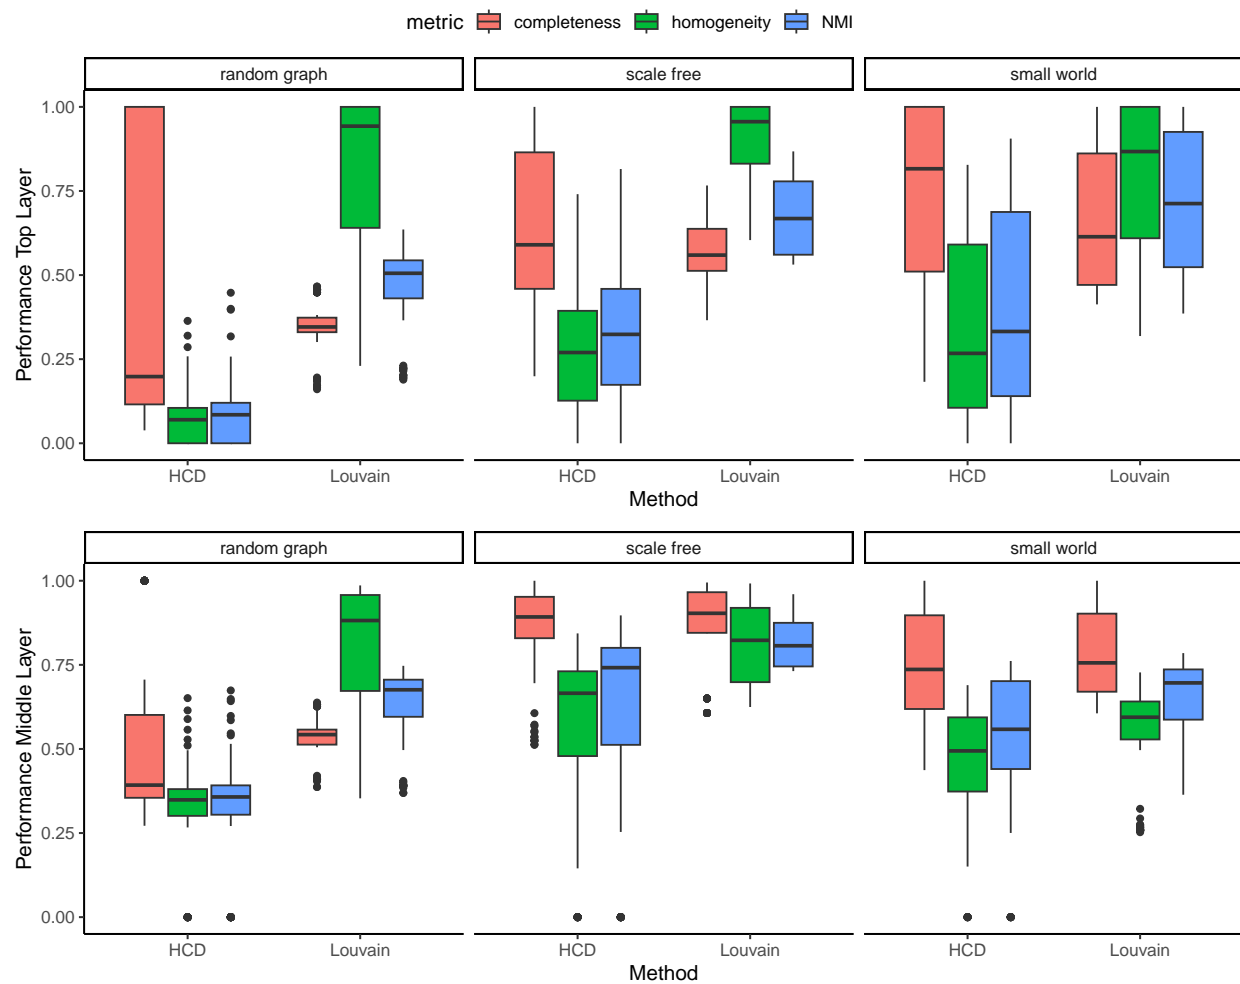 metric completeness homogeneity NMI
random graph scale free small world
Performance Top Layer
1.00
0.75
0.50
0.25
0.00
HCD Louvain HCD Louvain HCD Louvain
Method
random graph scale free small world
Performance Middle Layer
1.00
0.75
0.50
0.25
0.00
HCD Louvain HCD Louvain HCD Louvain
Method